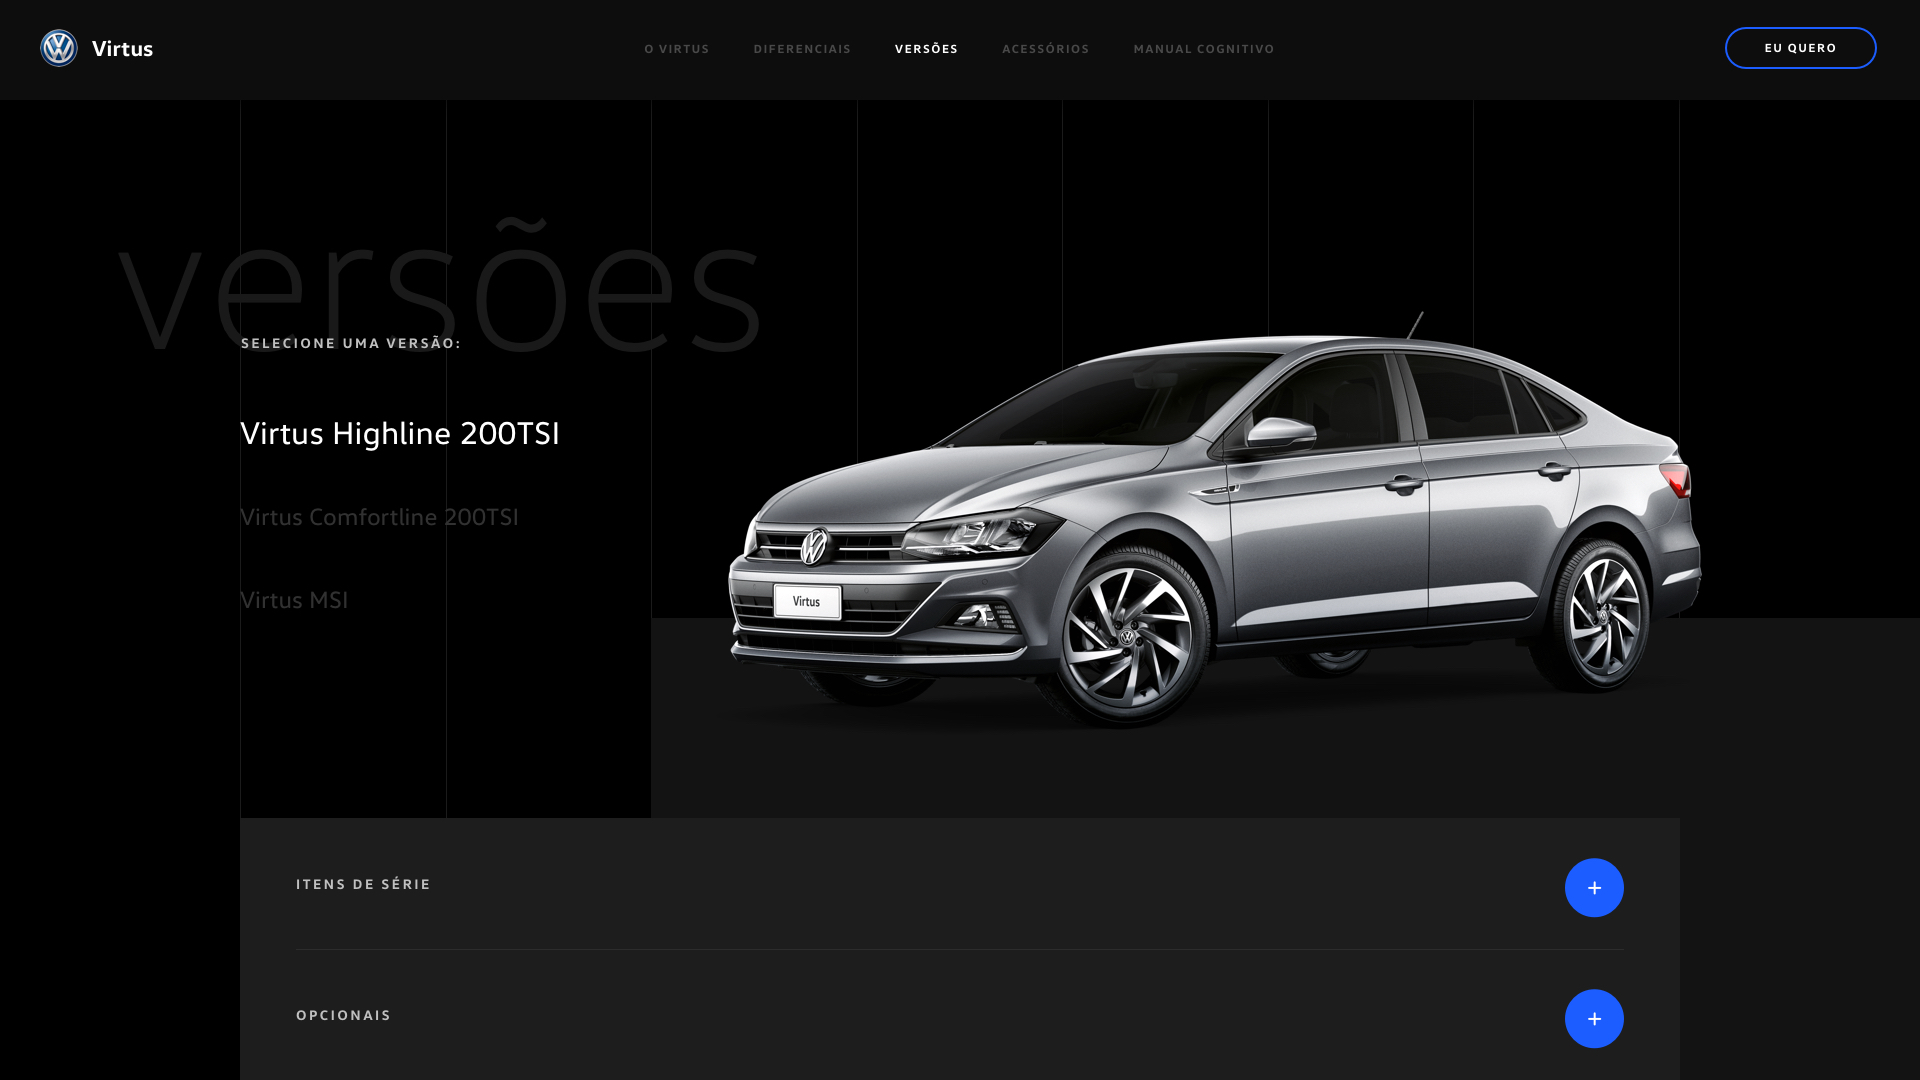 Virtus
O VIRTUS
DIFERENCIAIS
VERSÕES
ACESSÓRIOS
MANUAL COGNITIVO
EU QUERO
versões
SELECIONE UMA VERSÃO:
Virtus Highline 200TSI
Virtus Comfortline 200TSI
Virtus MSI
Virtus
ITENS DE SÉRIE
+
OPCIONAIS
+